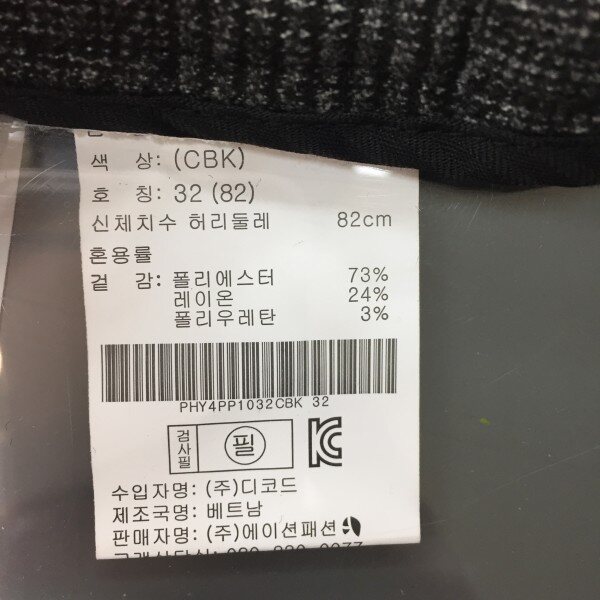 색 상: (CBK)
호 칭: 32 (82)
신체치수 허리둘레 82cm
혼용률
겉 감: 폴리에스터 73%
레이온 24%
폴리우레탄 3%
PHY4PP1032CBK 32
검사필 필
수입자명: (주)디코드
제조국명: 베트남
판매자명: (주)에이션패션